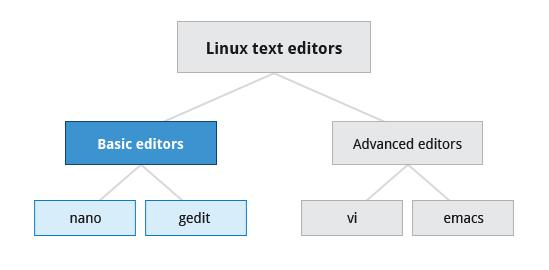 Linux text editors
Basic editors
Advanced editors
nano
gedit
vi
emacs